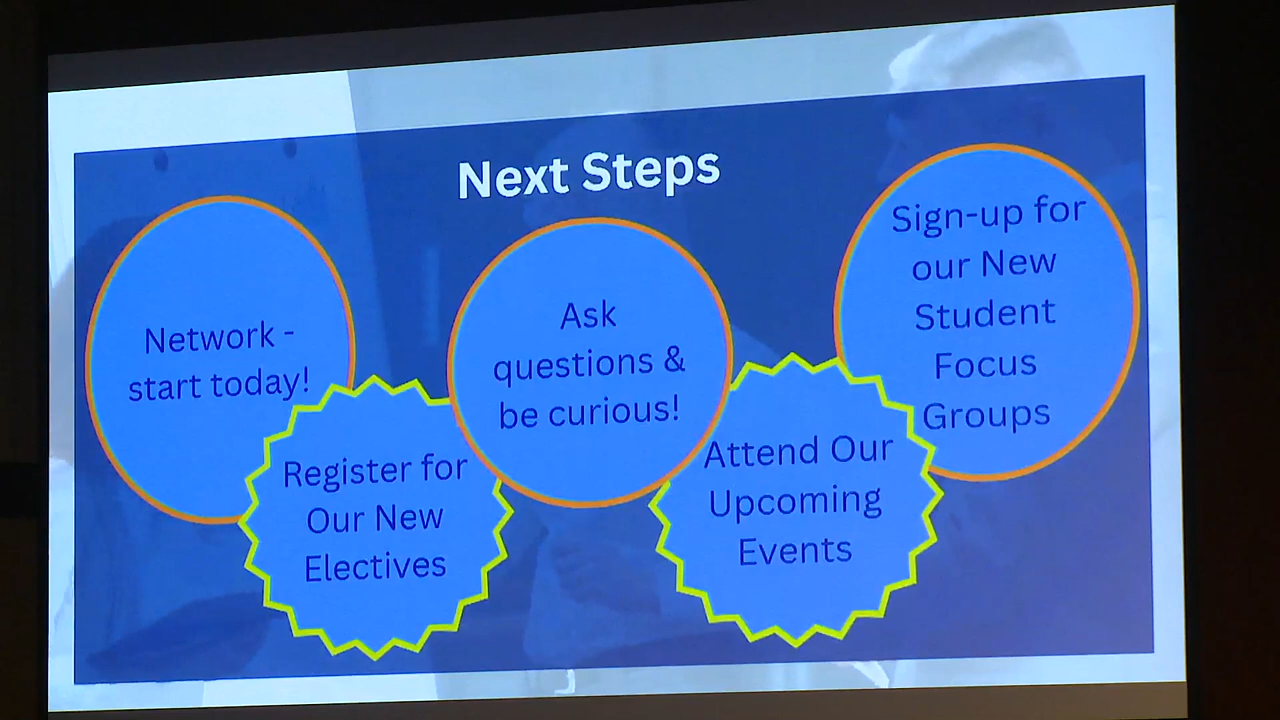 Next Steps
Network -
start today!
Register for
Our New
Electives
Ask
questions &
be curious!
Attend Our
Upcoming
Events
Sign-up for
our New
Student
Focus
Groups